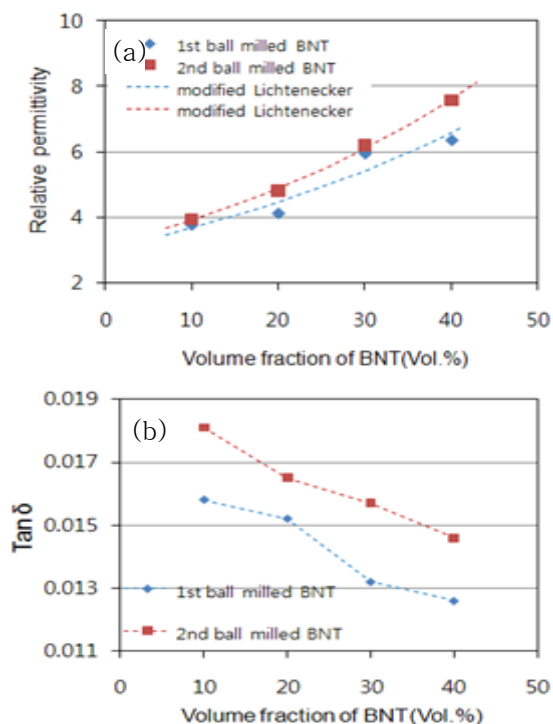 10
(a)
1st ball milled BNT
2nd ball milled BNT
modified Lichtenecker
modified Lichtenecker
8
6
4
2
Relative permittivity
0 10 20 30 40 50
Volume fraction of BNT(Vol.%)
0.019
(b)
0.017
0.015
0.013
0.011
Tanδ
1st ball milled BNT
2nd ball milled BNT
0 10 20 30 40 50
Volume fraction of BNT(Vol.%)